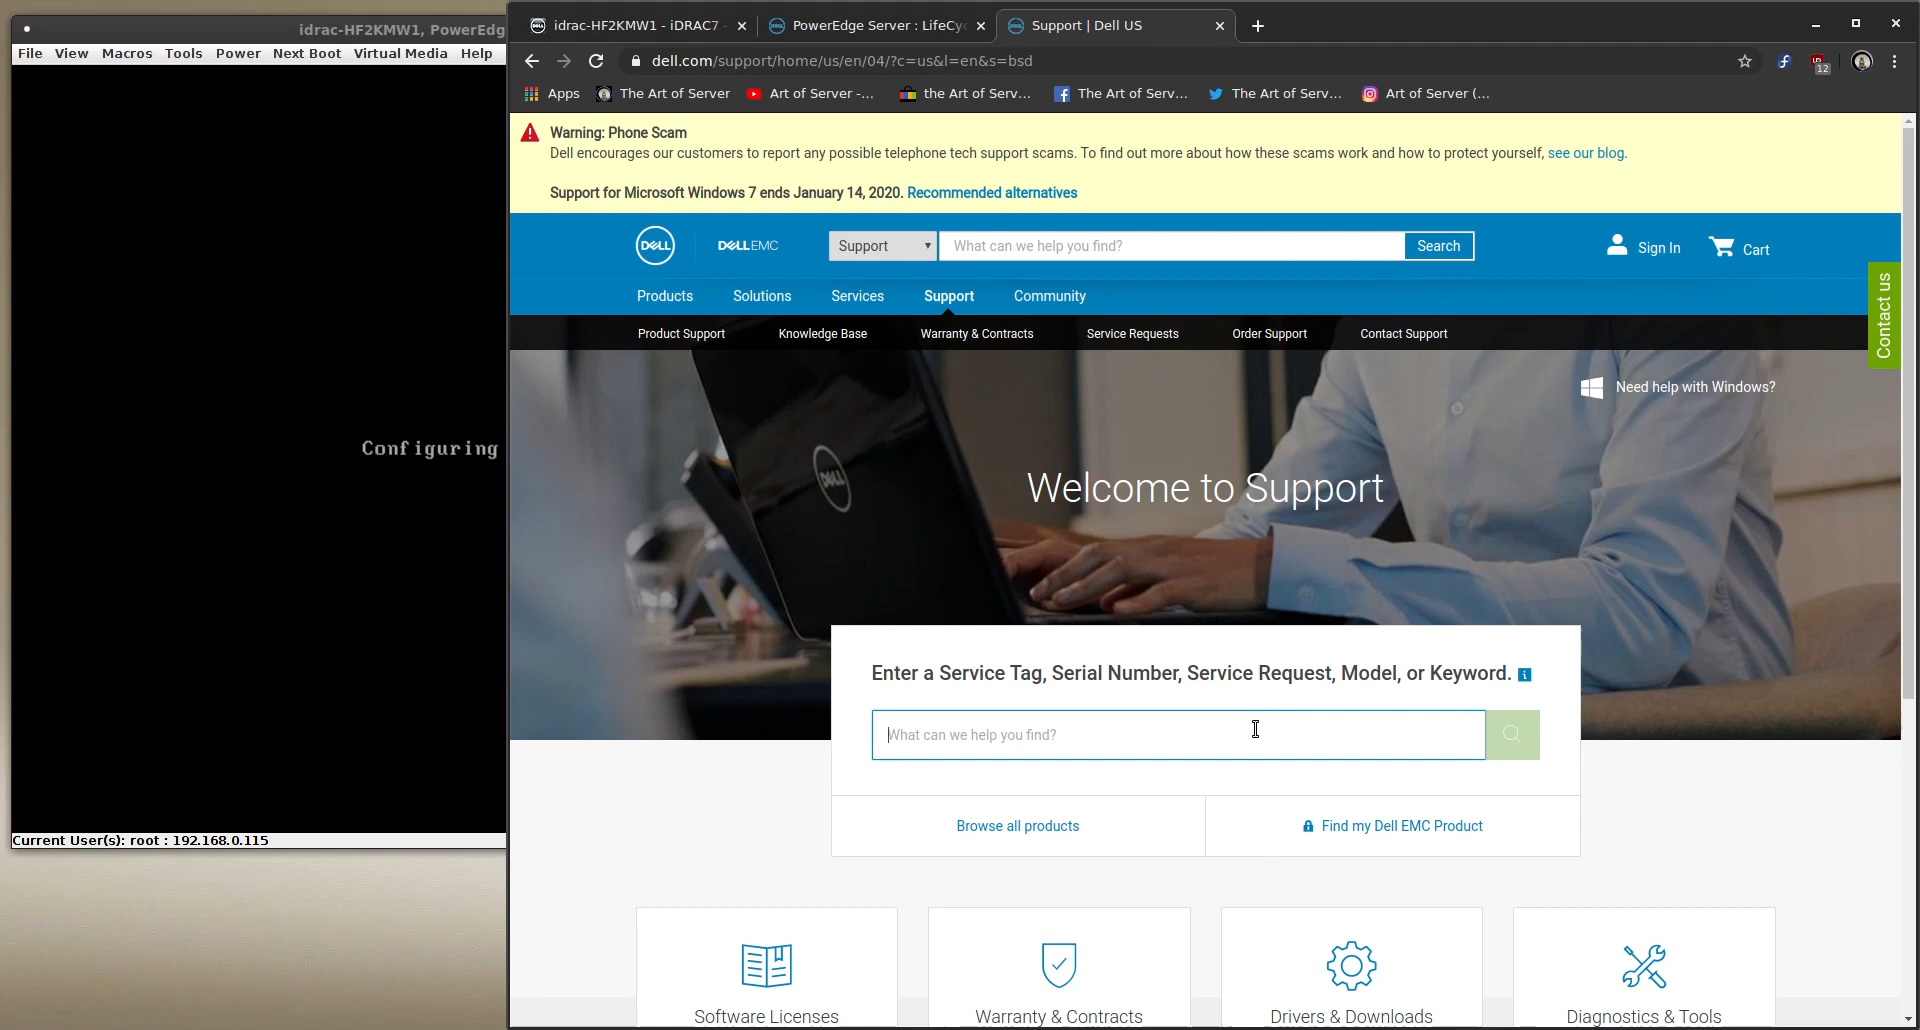 idrac-HF2KMW1, PowerEdg
File View Macros Tools Power Next Boot Virtual Media Help
Configuring
Current User(s): root : 192.168.0.115
idrac-HF2KMW1 - iDRAC7 -
PowerEdge Server : LifeCyc
Support | Dell US
dell.com/support/home/us/en/04/?c=us&l=en&s=bsd
12
Apps The Art of Server Art of Server -... the Art of Serv... The Art of Serv... The Art of Serv... Art of Server (...
Warning: Phone Scam
Dell encourages our customers to report any possible telephone tech support scams. To find out more about how these scams work and how to protect yourself, see our blog.
Support for Microsoft Windows 7 ends January 14, 2020. Recommended alternatives
DELL DELLEMC Support What can we help you find? Search Sign In Cart
Contact us
Products Solutions Services Support Community
Product Support Knowledge Base Warranty & Contracts Service Requests Order Support Contact Support
Need help with Windows?
DELL
Welcome to Support
Enter a Service Tag, Serial Number, Service Request, Model, or Keyword.
What can we help you find?
Browse all products Find my Dell EMC Product
Software Licenses Warranty & Contracts Drivers & Downloads Diagnostics & Tools